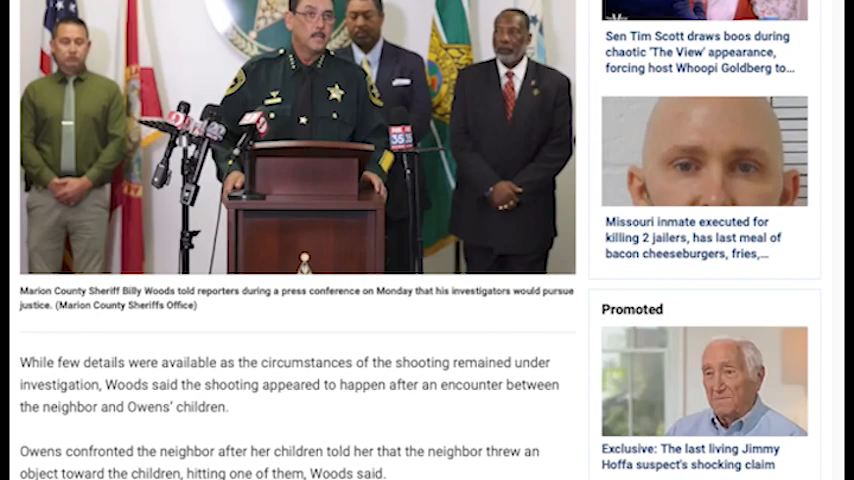 FOX
35
Marion County Sheriff Billy Woods told reporters during a press conference on Monday that his investigators would pursue
justice. (Marion County Sheriffs Office)
While few details were available as the circumstances of the shooting remained under
investigation, Woods said the shooting appeared to happen after an encounter between
the neighbor and Owens' children.
Owens confronted the neighbor after her children told her that the neighbor threw an
object toward the children, hitting one of them, Woods said.
Sen Tim Scott draws boos during
chaotic 'The View' appearance,
forcing host Whoopi Goldberg to...
Missouri inmate executed for
killing 2 jailers, has last meal of
bacon cheeseburgers, fries,...
Promoted
Exclusive: The last living Jimmy
Hoffa suspect's shocking claim